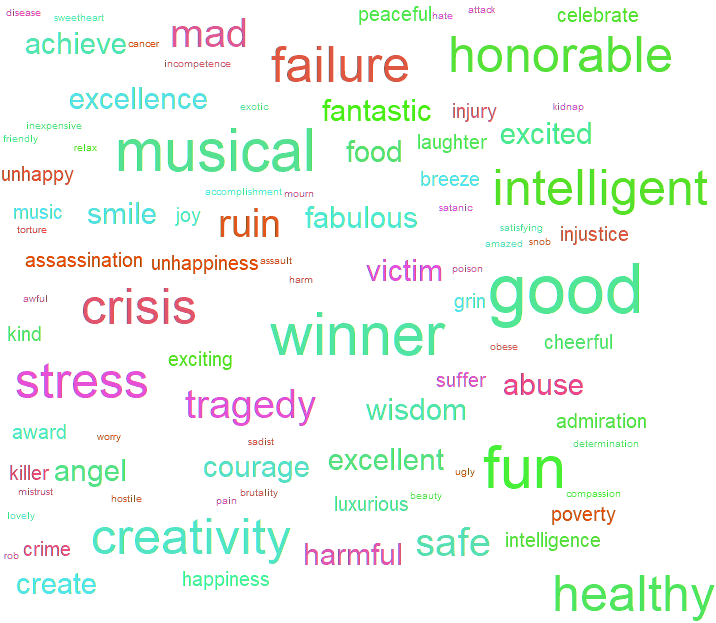 disease
sweetheart
peaceful
hate
attack
celebrate
achieve
cancer
mad
incompetence
failure
honorable
excellence
exotic
fantastic
injury
kidnap
inexpensive
friendly
relax
musical
food
laughter
excited
unhappy
accomplishment
mourn
breeze
intelligent
music
torture
smile
joy
ruin
fabulous
satanic
satisfying
amazed
snob
injustice
assassination
unhappiness
assault
harm
victim
poison
awful
crisis
grin
good
kind
winner
obese
cheerful
exciting
stress
tragedy
suffer
abuse
wisdom
admiration
award
worry
sadist
determination
killer
angel
courage
excellent
ugly
fun
mistrust
hostile
pain
brutality
luxurious
beauty
compassion
poverty
lovely
rob
crime
creativity
harmful
safe
intelligence
create
happiness
healthy